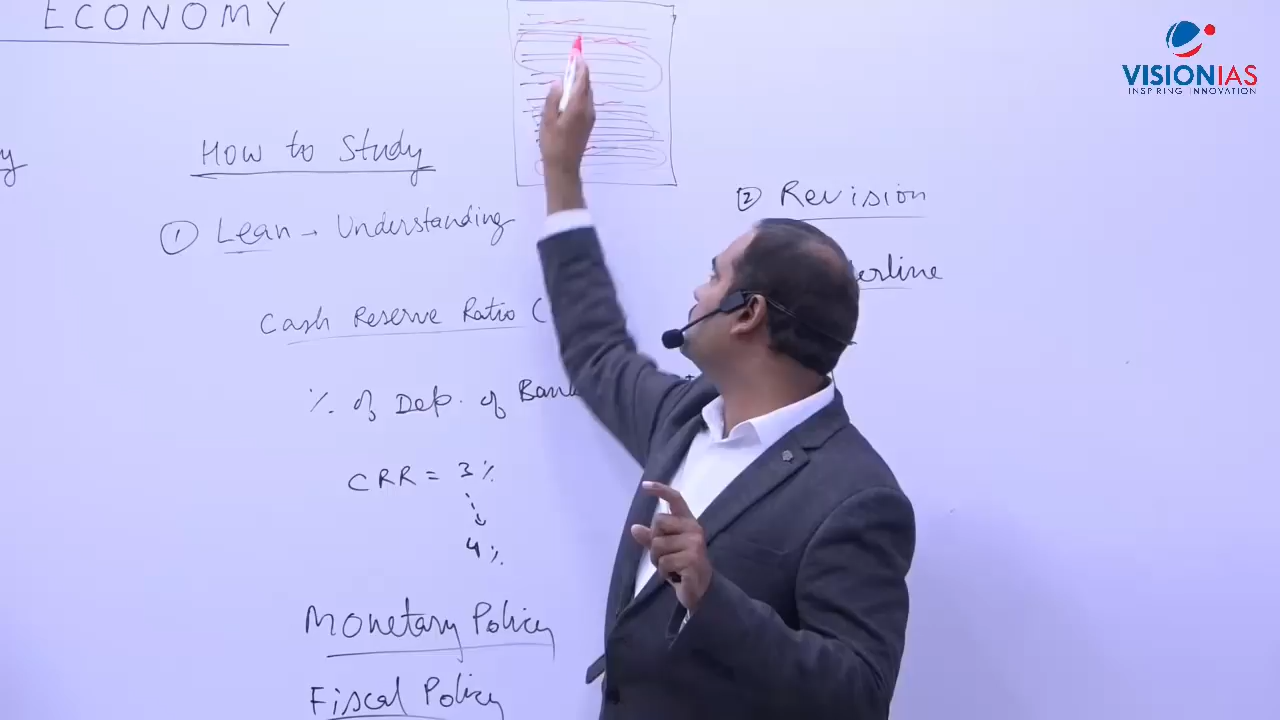 ECONOMY
VISIONIAS
INSPIRING INNOVATION
How to Study
① Lean → Understanding
② Revision
erline
Cash Reserve Ratio (
% of Dep. of Ban
CRR = 3%
4%
Monetary Policy
Fiscal Policy